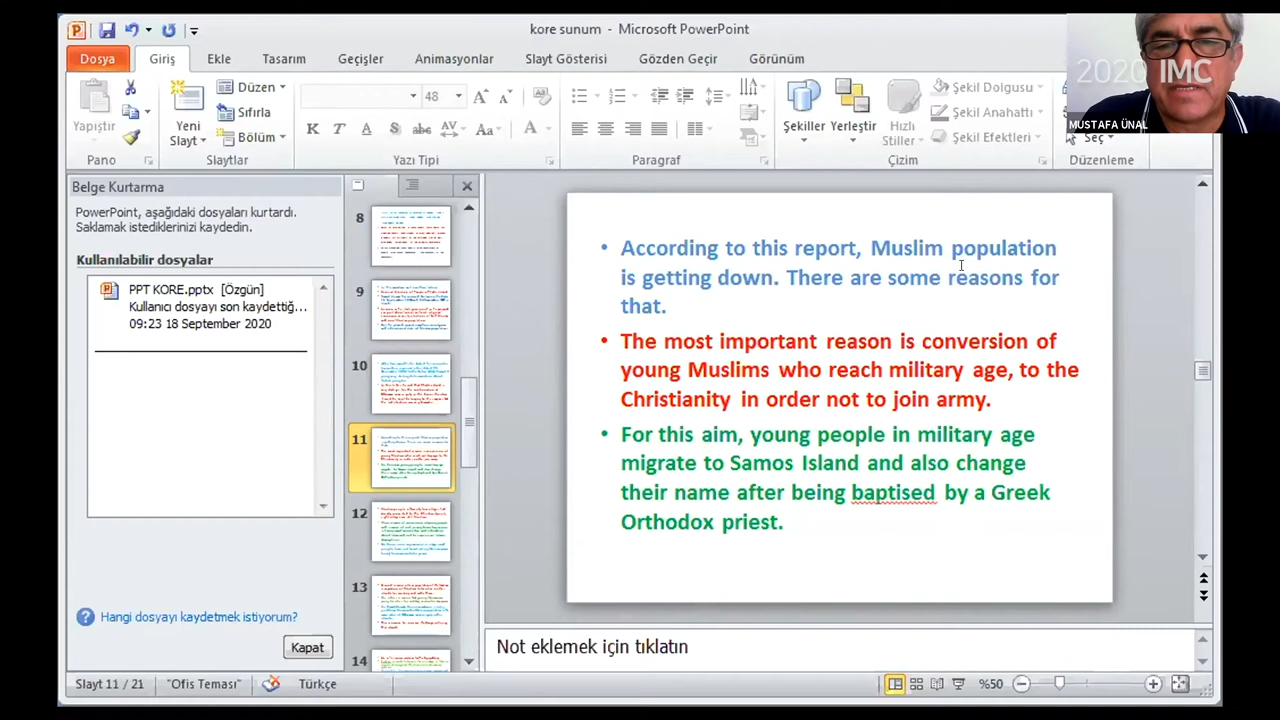 kore sunum - Microsoft PowerPoint
2020 IMC
MUSTAFA ÜNAL
Dosya Giriş Ekle Tasarım Geçişler Animasyonlar Slayt Gösterisi Gözden Geçir Görünüm
Yapıştır
Pano
Yeni Slayt
Düzen
Sıfırla
Bölüm
Slaytlar
48
K T A S abc AV Aa A
Yazı Tipi
Paragraf
Şekiller
Yerleştir
Hızlı Stiller
Şekil Dolgusu
Şekil Anahattı
Şekil Efektleri
Çizim
Seç
Düzenleme
Belge Kurtarma
PowerPoint, aşağıdaki dosyaları kurtardı.
Saklamak istediklerinizi kaydedin.
Kullanılabilir dosyalar
PPT KORE.pptx [Özgün]
Kullanıcı dosyayı son kaydettiğ...
09:23 18 September 2020
Hangi dosyayı kaydetmek istiyorum?
Kapat
8
9
10
11
12
13
14
• According to this report, Muslim population
is getting down. There are some reasons for
that.
• The most important reason is conversion of
young Muslims who reach military age, to the
Christianity in order not to join army.
• For this aim, young people in military age
migrate to Samos Island and also change
their name after being baptised by a Greek
Orthodox priest.
Not eklemek için tıklatın
Slayt 11 / 21 "Ofis Teması" Türkçe %50